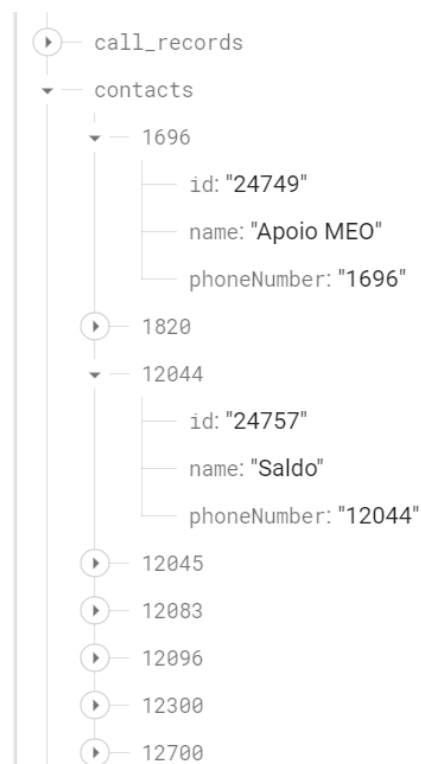 call_records
contacts
1696
id: "24749"
name: "Apoio MEO"
phoneNumber: "1696"
1820
12044
id: "24757"
name: "Saldo"
phoneNumber: "12044"
12045
12083
12096
12300
12700